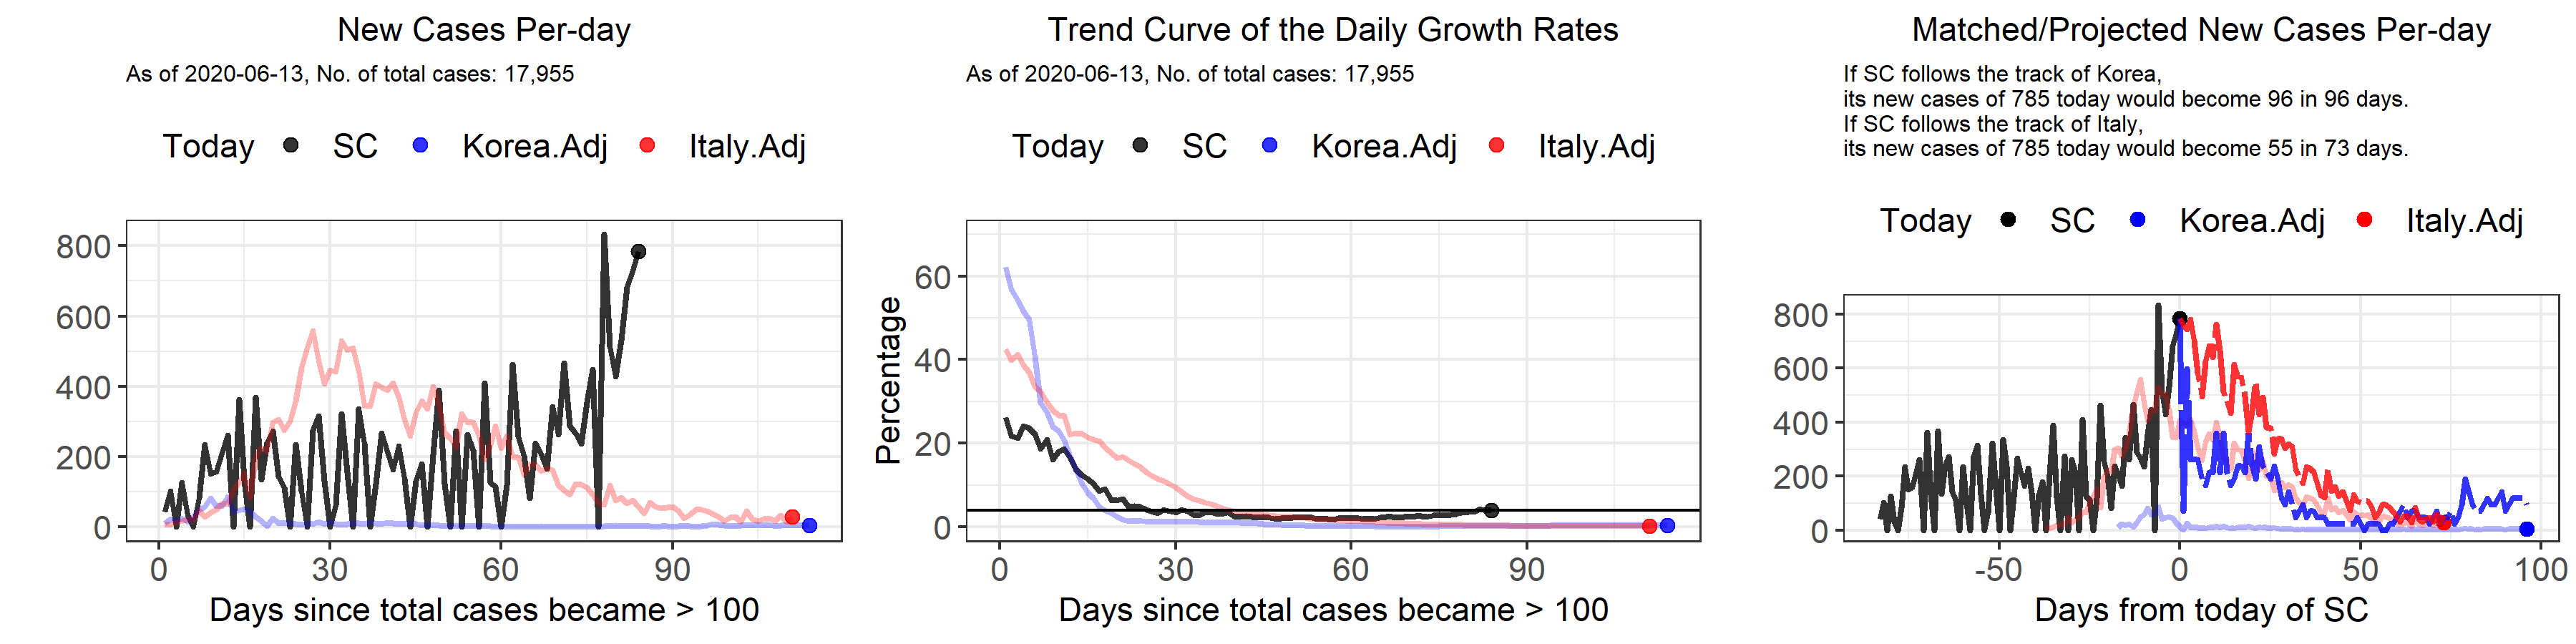 New Cases Per-day
As of 2020-06-13, No. of total cases: 17,955
Today SC Korea.Adj Italy.Adj
800
600
400
200
0
0 30 60 90
Days since total cases became > 100
Trend Curve of the Daily Growth Rates
As of 2020-06-13, No. of total cases: 17,955
Today SC Korea.Adj Italy.Adj
Percentage
60
40
20
0
0 30 60 90
Days since total cases became > 100
Matched/Projected New Cases Per-day
If SC follows the track of Korea,
its new cases of 785 today would become 96 in 96 days.
If SC follows the track of Italy,
its new cases of 785 today would become 55 in 73 days.
Today SC Korea.Adj Italy.Adj
800
600
400
200
0
-50 0 50 100
Days from today of SC